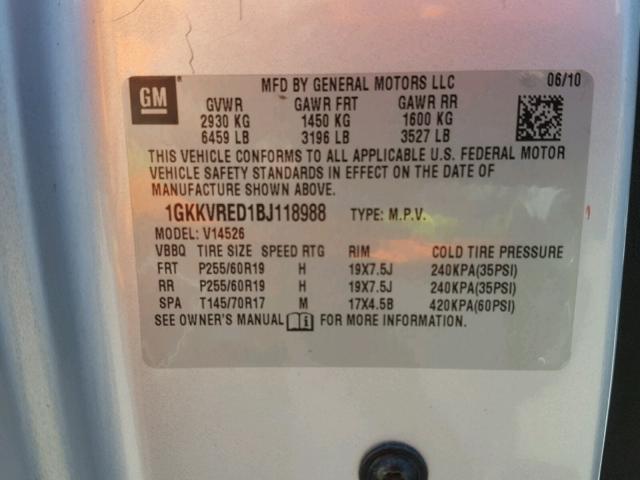 MFD BY GENERAL MOTORS LLC 06/10
GM
GVWR GAWR FRT GAWR RR
2930 KG 1450 KG 1600 KG
6459 LB 3196 LB 3527 LB
THIS VEHICLE CONFORMS TO ALL APPLICABLE U.S. FEDERAL MOTOR
VEHICLE SAFETY STANDARDS IN EFFECT ON THE DATE OF
MANUFACTURE SHOWN ABOVE.
1GKKVRED1BJ118988 TYPE: M.P.V.
MODEL: V14526
VBBQ TIRE SIZE SPEED RTG RIM COLD TIRE PRESSURE
FRT P255/60R19 H 19X7.5J 240KPA(35PSI)
RR P255/60R19 H 19X7.5J 240KPA(35PSI)
SPA T145/70R17 M 17X4.5B 420KPA(60PSI)
SEE OWNER'S MANUAL FOR MORE INFORMATION.